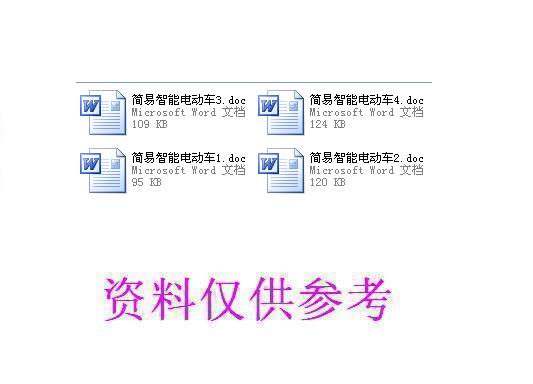 简易智能电动车3.doc
Microsoft Word 文档
109 KB
简易智能电动车4.doc
Microsoft Word 文档
124 KB
简易智能电动车1.doc
Microsoft Word 文档
95 KB
简易智能电动车2.doc
Microsoft Word 文档
120 KB
资料仅供参考